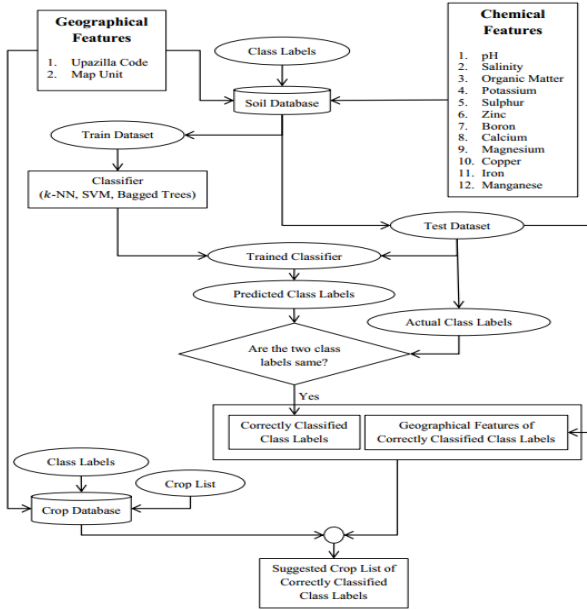 Geographical
Features
1. Upazilla Code
2. Map Unit
Class Labels
Chemical
Features
1. pH
2. Salinity
3. Organic Matter
4. Potassium
5. Sulphur
6. Zinc
7. Boron
8. Calcium
9. Magnesium
10. Copper
11. Iron
12. Manganese
Soil Database
Train Dataset
Classifier
(k-NN, SVM, Bagged Trees)
Test Dataset
Trained Classifier
Predicted Class Labels
Actual Class Labels
Are the two class
labels same?
Yes
Correctly Classified
Class Labels
Geographical Features of
Correctly Classified Class Labels
Class Labels
Crop List
Crop Database
Suggested Crop List of
Correctly Classified
Class Labels